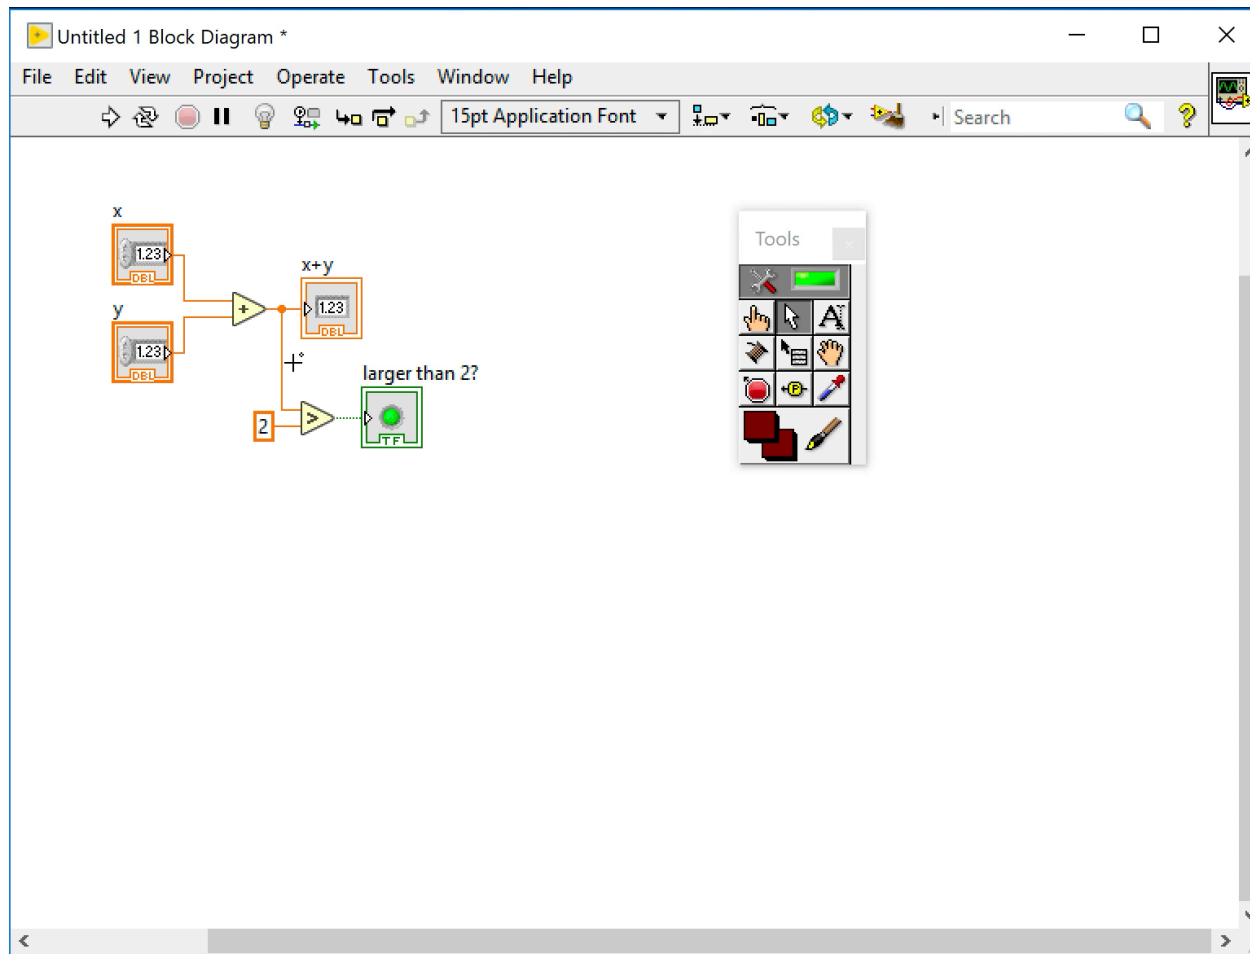 Untitled 1 Block Diagram *
File Edit View Project Operate Tools Window Help
15pt Application Font
Search
x
1.23
DBL
y
1.23
DBL
+
x+y
1.23
DBL
larger than 2?
2
>
TF
Tools
A
P